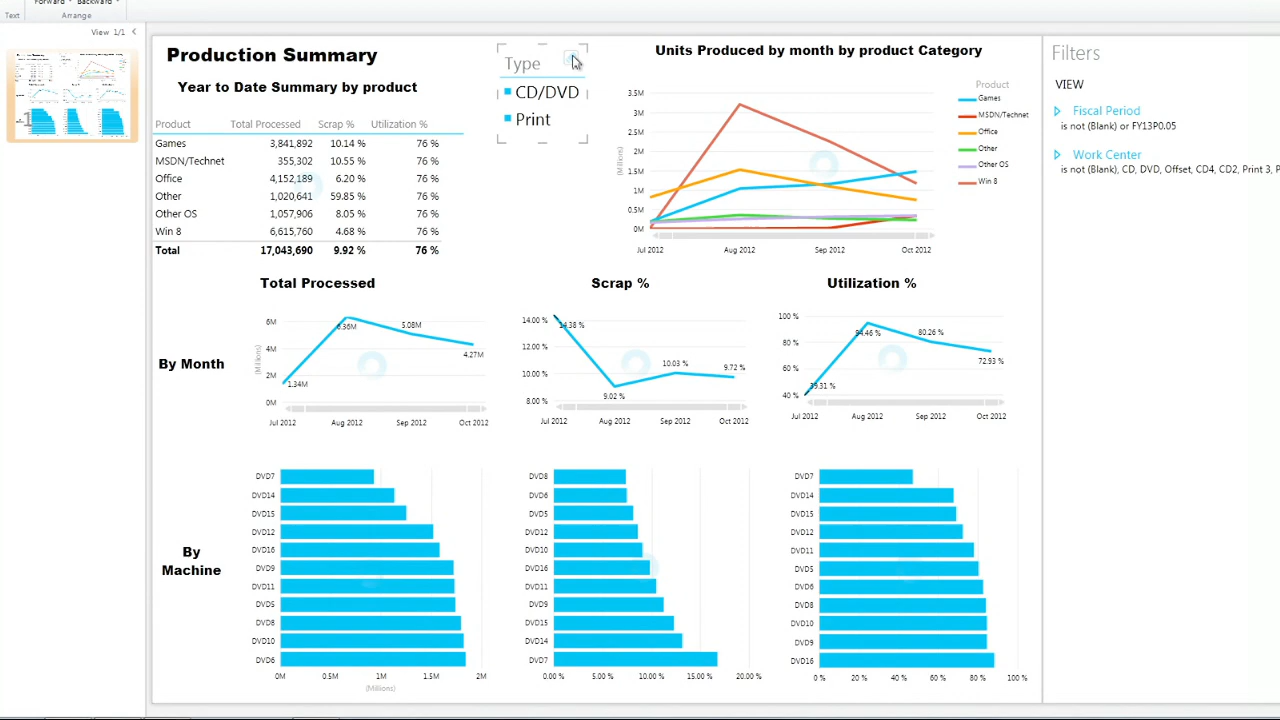 Forward
Backward
Text
Arrange
View 1/1
Production Summary
Year to Date Summary by product
Product Total Processed Scrap % Utilization %
Games 3,841,892 10.14 % 76 %
MSDN/Technet 355,302 10.55 % 76 %
Office 4,152,189 6.20 % 76 %
Other 1,020,641 59.85 % 76 %
Other OS 1,057,906 8.05 % 76 %
Win 8 6,615,760 4.68 % 76 %
Total 17,043,690 9.92 % 76 %
Type
CD/DVD
Print
Units Produced by month by product Category
(Millions)
3.5M
3M
2.5M
2M
1.5M
1M
0.5M
0M
Jul 2012 Aug 2012 Sep 2012 Oct 2012
Product
Games
MSDN/Technet
Office
Other
Other OS
Win 8
Filters
VIEW
Fiscal Period
is not (Blank) or FY13P0.05
Work Center
is not (Blank), CD, DVD, Offset, CD4, CD2, Print 3, P
Total Processed
Scrap %
Utilization %
By Month
(Millions)
6M
4M
2M
0M
1.34M
6.36M
5.08M
4.27M
Jul 2012 Aug 2012 Sep 2012 Oct 2012
14.00 %
12.00 %
10.00 %
8.00 %
14.38 %
9.02 %
10.03 %
9.72 %
Jul 2012 Aug 2012 Sep 2012 Oct 2012
100 %
80 %
60 %
40 %
39.31 %
94.46 %
80.26 %
72.93 %
Jul 2012 Aug 2012 Sep 2012 Oct 2012
By
Machine
DVD7
DVD14
DVD15
DVD12
DVD16
DVD9
DVD11
DVD5
DVD8
DVD10
DVD6
0M 0.5M 1M 1.5M 2M
(Millions)
DVD8
DVD6
DVD5
DVD12
DVD10
DVD16
DVD11
DVD9
DVD15
DVD14
DVD7
0.00 % 5.00 % 10.00 % 15.00 % 20.00 %
DVD7
DVD14
DVD15
DVD12
DVD11
DVD5
DVD6
DVD8
DVD10
DVD9
DVD16
0 % 20 % 40 % 60 % 80 % 100 %